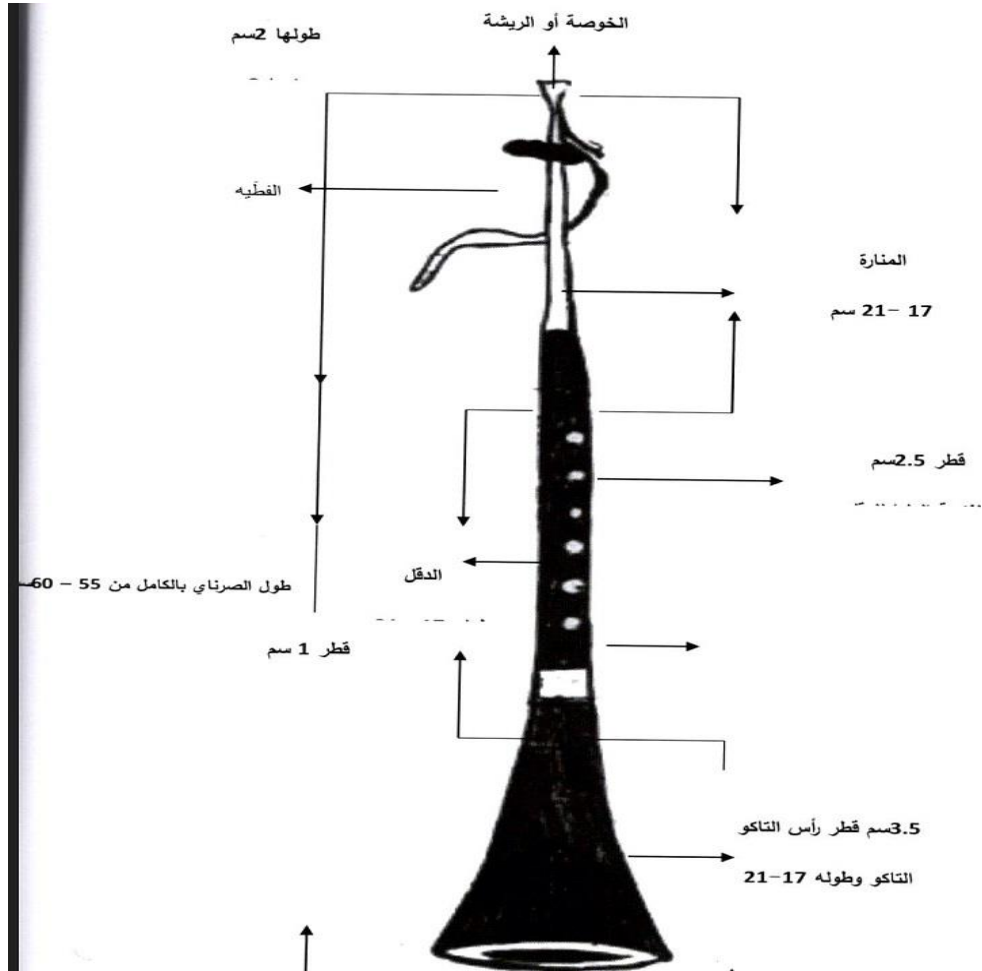 الخوصة أو الريشة
طولها 2سم
الفطّيه
المنارة
17 –21 سم
قطر 2.5سم
الدقل
طول الصرناي بالكامل من 55 – 60
قطر 1 سم
3.5سم قطر رأس التاكو
التاكو وطوله 17–21